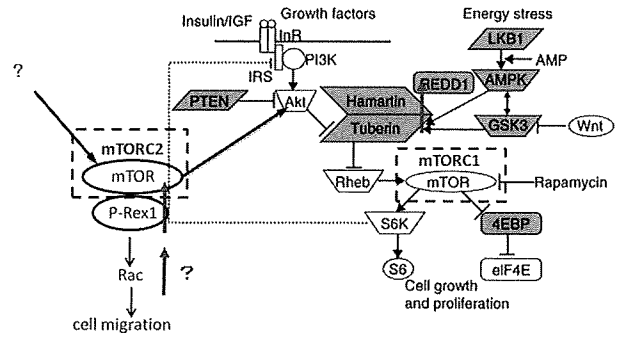 Insulin/IGF
Growth factors
Energy stress
InR
LKB1
?
PI3K
AMP
IRS
REDD1
AMPK
PTEN
Akt
Hamartin
Tuberin
GSK3
Wnt
mTORC2
mTORC1
mTOR
Rheb
mTOR
Rapamycin
P-Rex1
S6K
4EBP
Rac
?
S6
eIF4E
Cell growth
and proliferation
cell migration